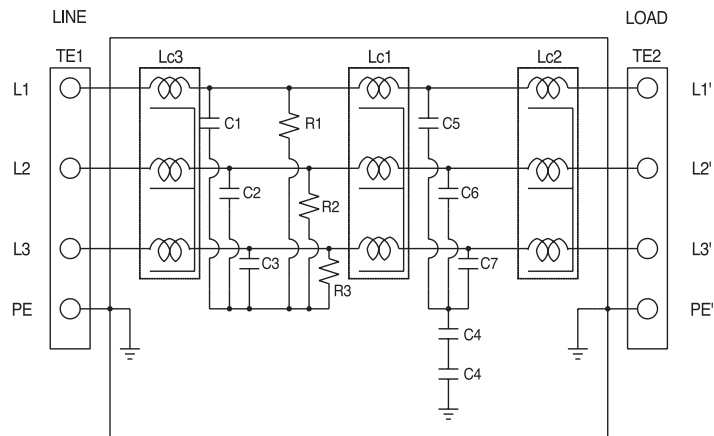 LINE
LOAD
TE1
Lc3
Lc1
Lc2
TE2
L1
L1'
C1
R1
C5
L2
L2'
C2
R2
C6
L3
L3'
C3
R3
C7
PE
PE'
C4
C4